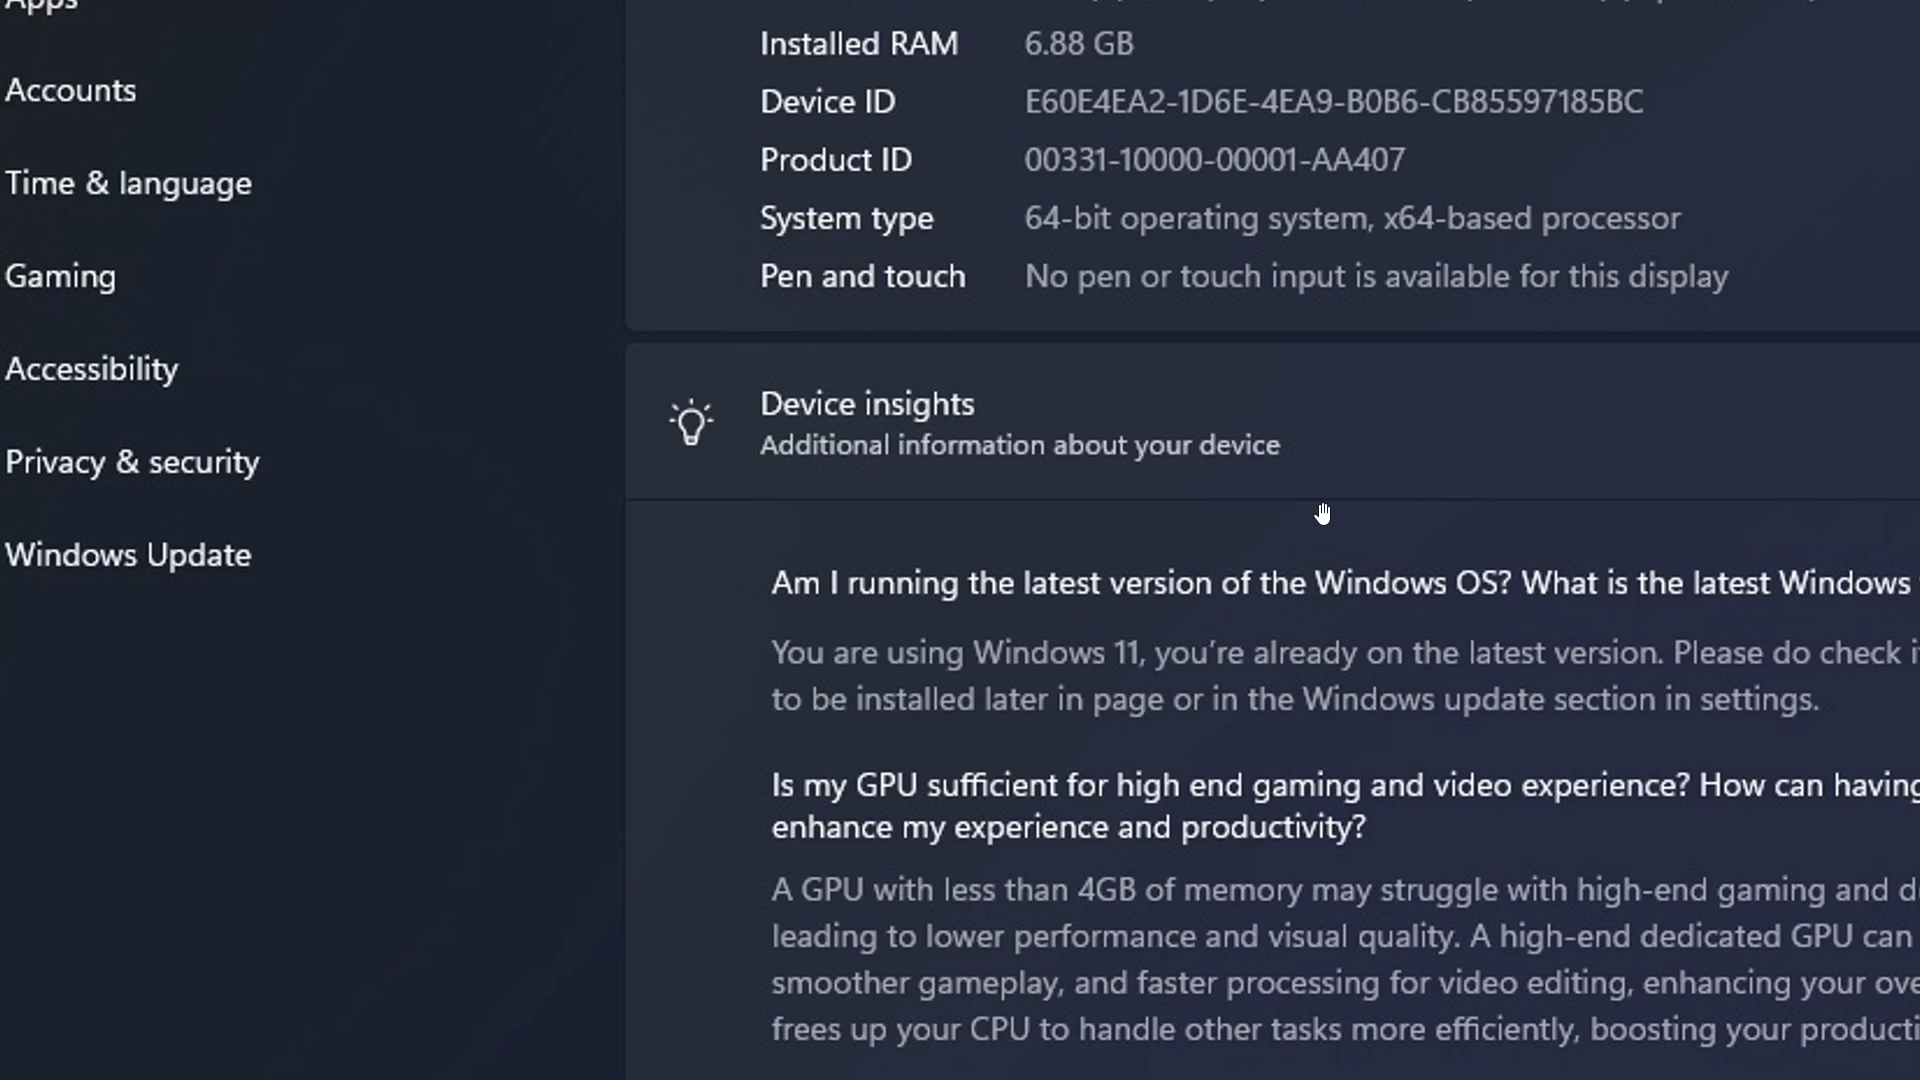 Apps
Accounts
Time & language
Gaming
Accessibility
Privacy & security
Windows Update
Installed RAM 6.88 GB
Device ID E60E4EA2-1D6E-4EA9-B0B6-CB85597185BC
Product ID 00331-10000-00001-AA407
System type 64-bit operating system, x64-based processor
Pen and touch No pen or touch input is available for this display
Device insights
Additional information about your device
Am I running the latest version of the Windows OS? What is the latest Windows
You are using Windows 11, you’re already on the latest version. Please do check
to be installed later in page or in the Windows update section in settings.
Is my GPU sufficient for high end gaming and video experience? How can having
enhance my experience and productivity?
A GPU with less than 4GB of memory may struggle with high-end gaming and
leading to lower performance and visual quality. A high-end dedicated GPU can
smoother gameplay, and faster processing for video editing, enhancing your
frees up your CPU to handle other tasks more efficiently, boosting your